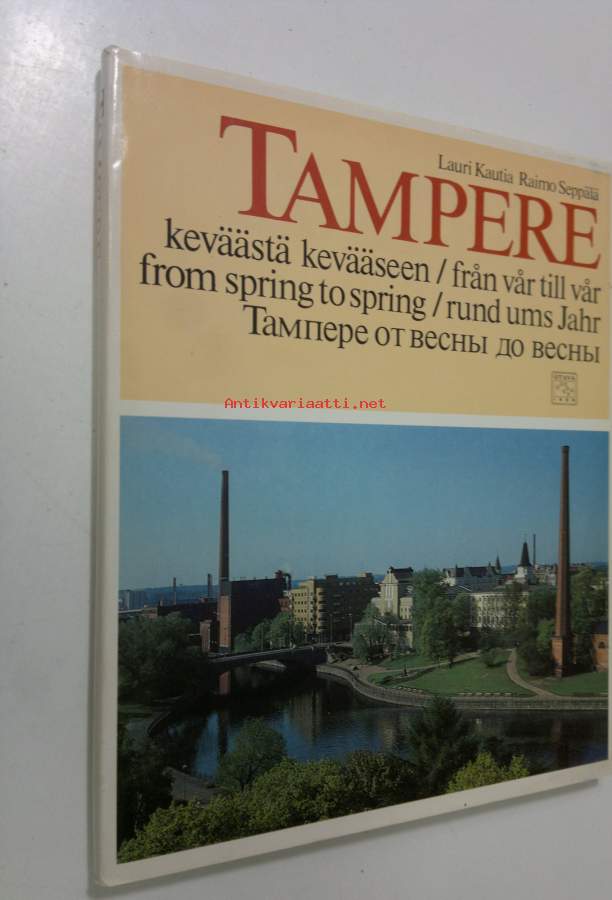 Lauri Kautia Raimo Seppälä
TAMPERE
keväästä kevääseen / från vår till vår
from spring to spring / rund ums Jahr
Тампере от весны до весны
OTAVA
Antikvariaatti.net